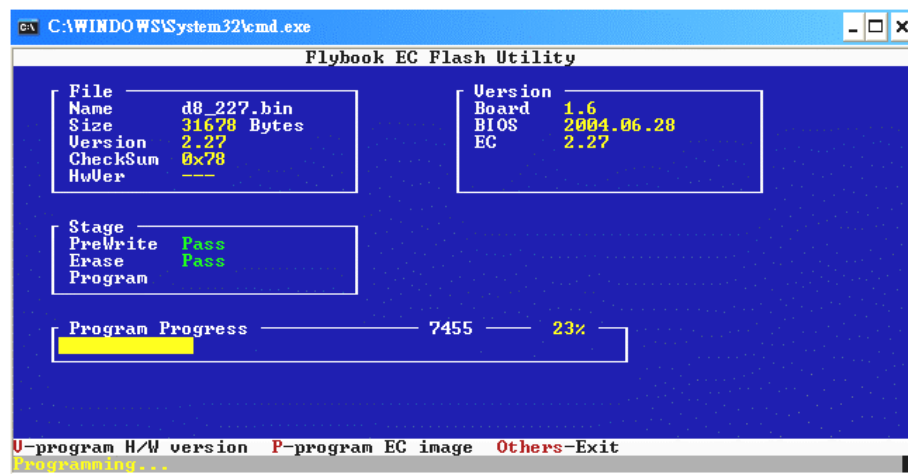 C:\WINDOWS\System32\cmd.exe
Flybook EC Flash Utility
File
Name d8_227.bin
Size 31678 Bytes
Version 2.27
CheckSum 0x78
HwVer ---
Version
Board 1.6
BIOS 2004.06.28
EC 2.27
Stage
PreWrite Pass
Erase Pass
Program
Program Progress 7455 23%
V-program H/W version P-program EC image Others-Exit
Programming...